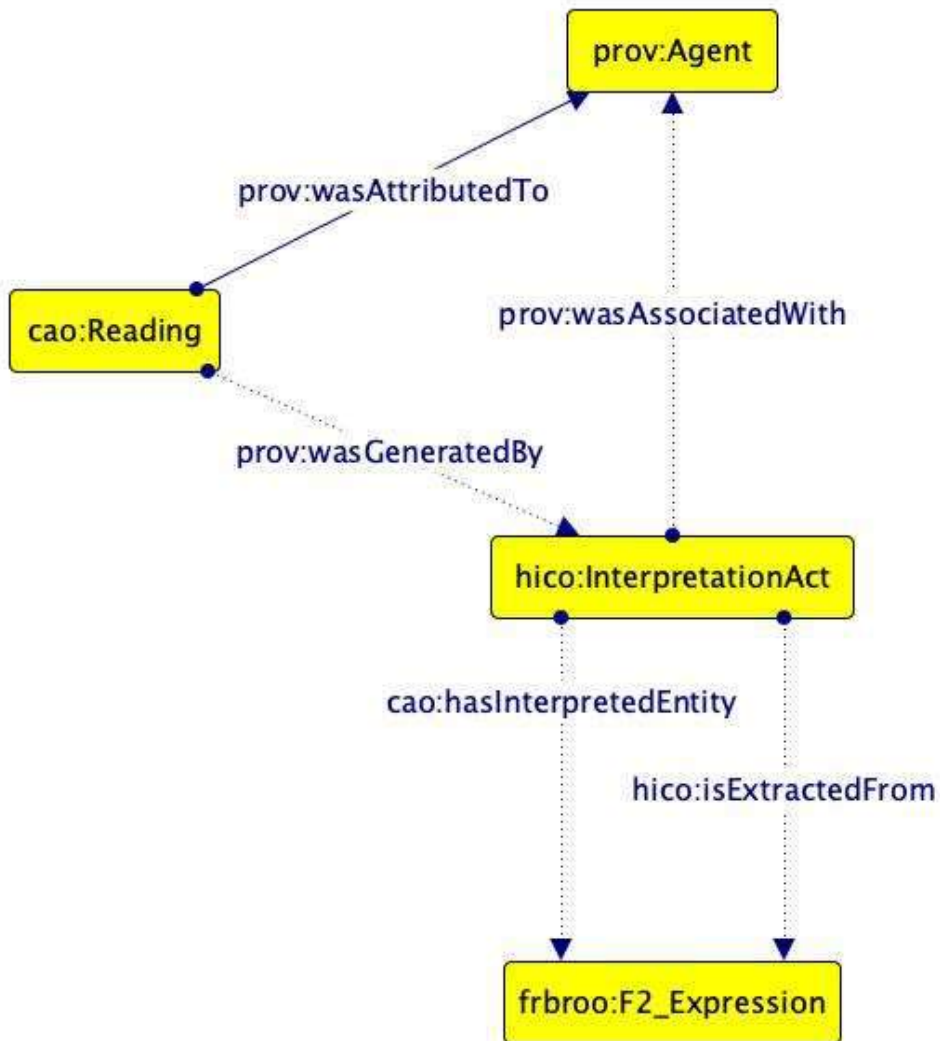 prov:Agent
prov:wasAttributedTo
cao:Reading
prov:wasAssociatedWith
prov:wasGeneratedBy
hico:InterpretationAct
cao:hasInterpretedEntity
hico:isExtractedFrom
frbroo:F2_Expression